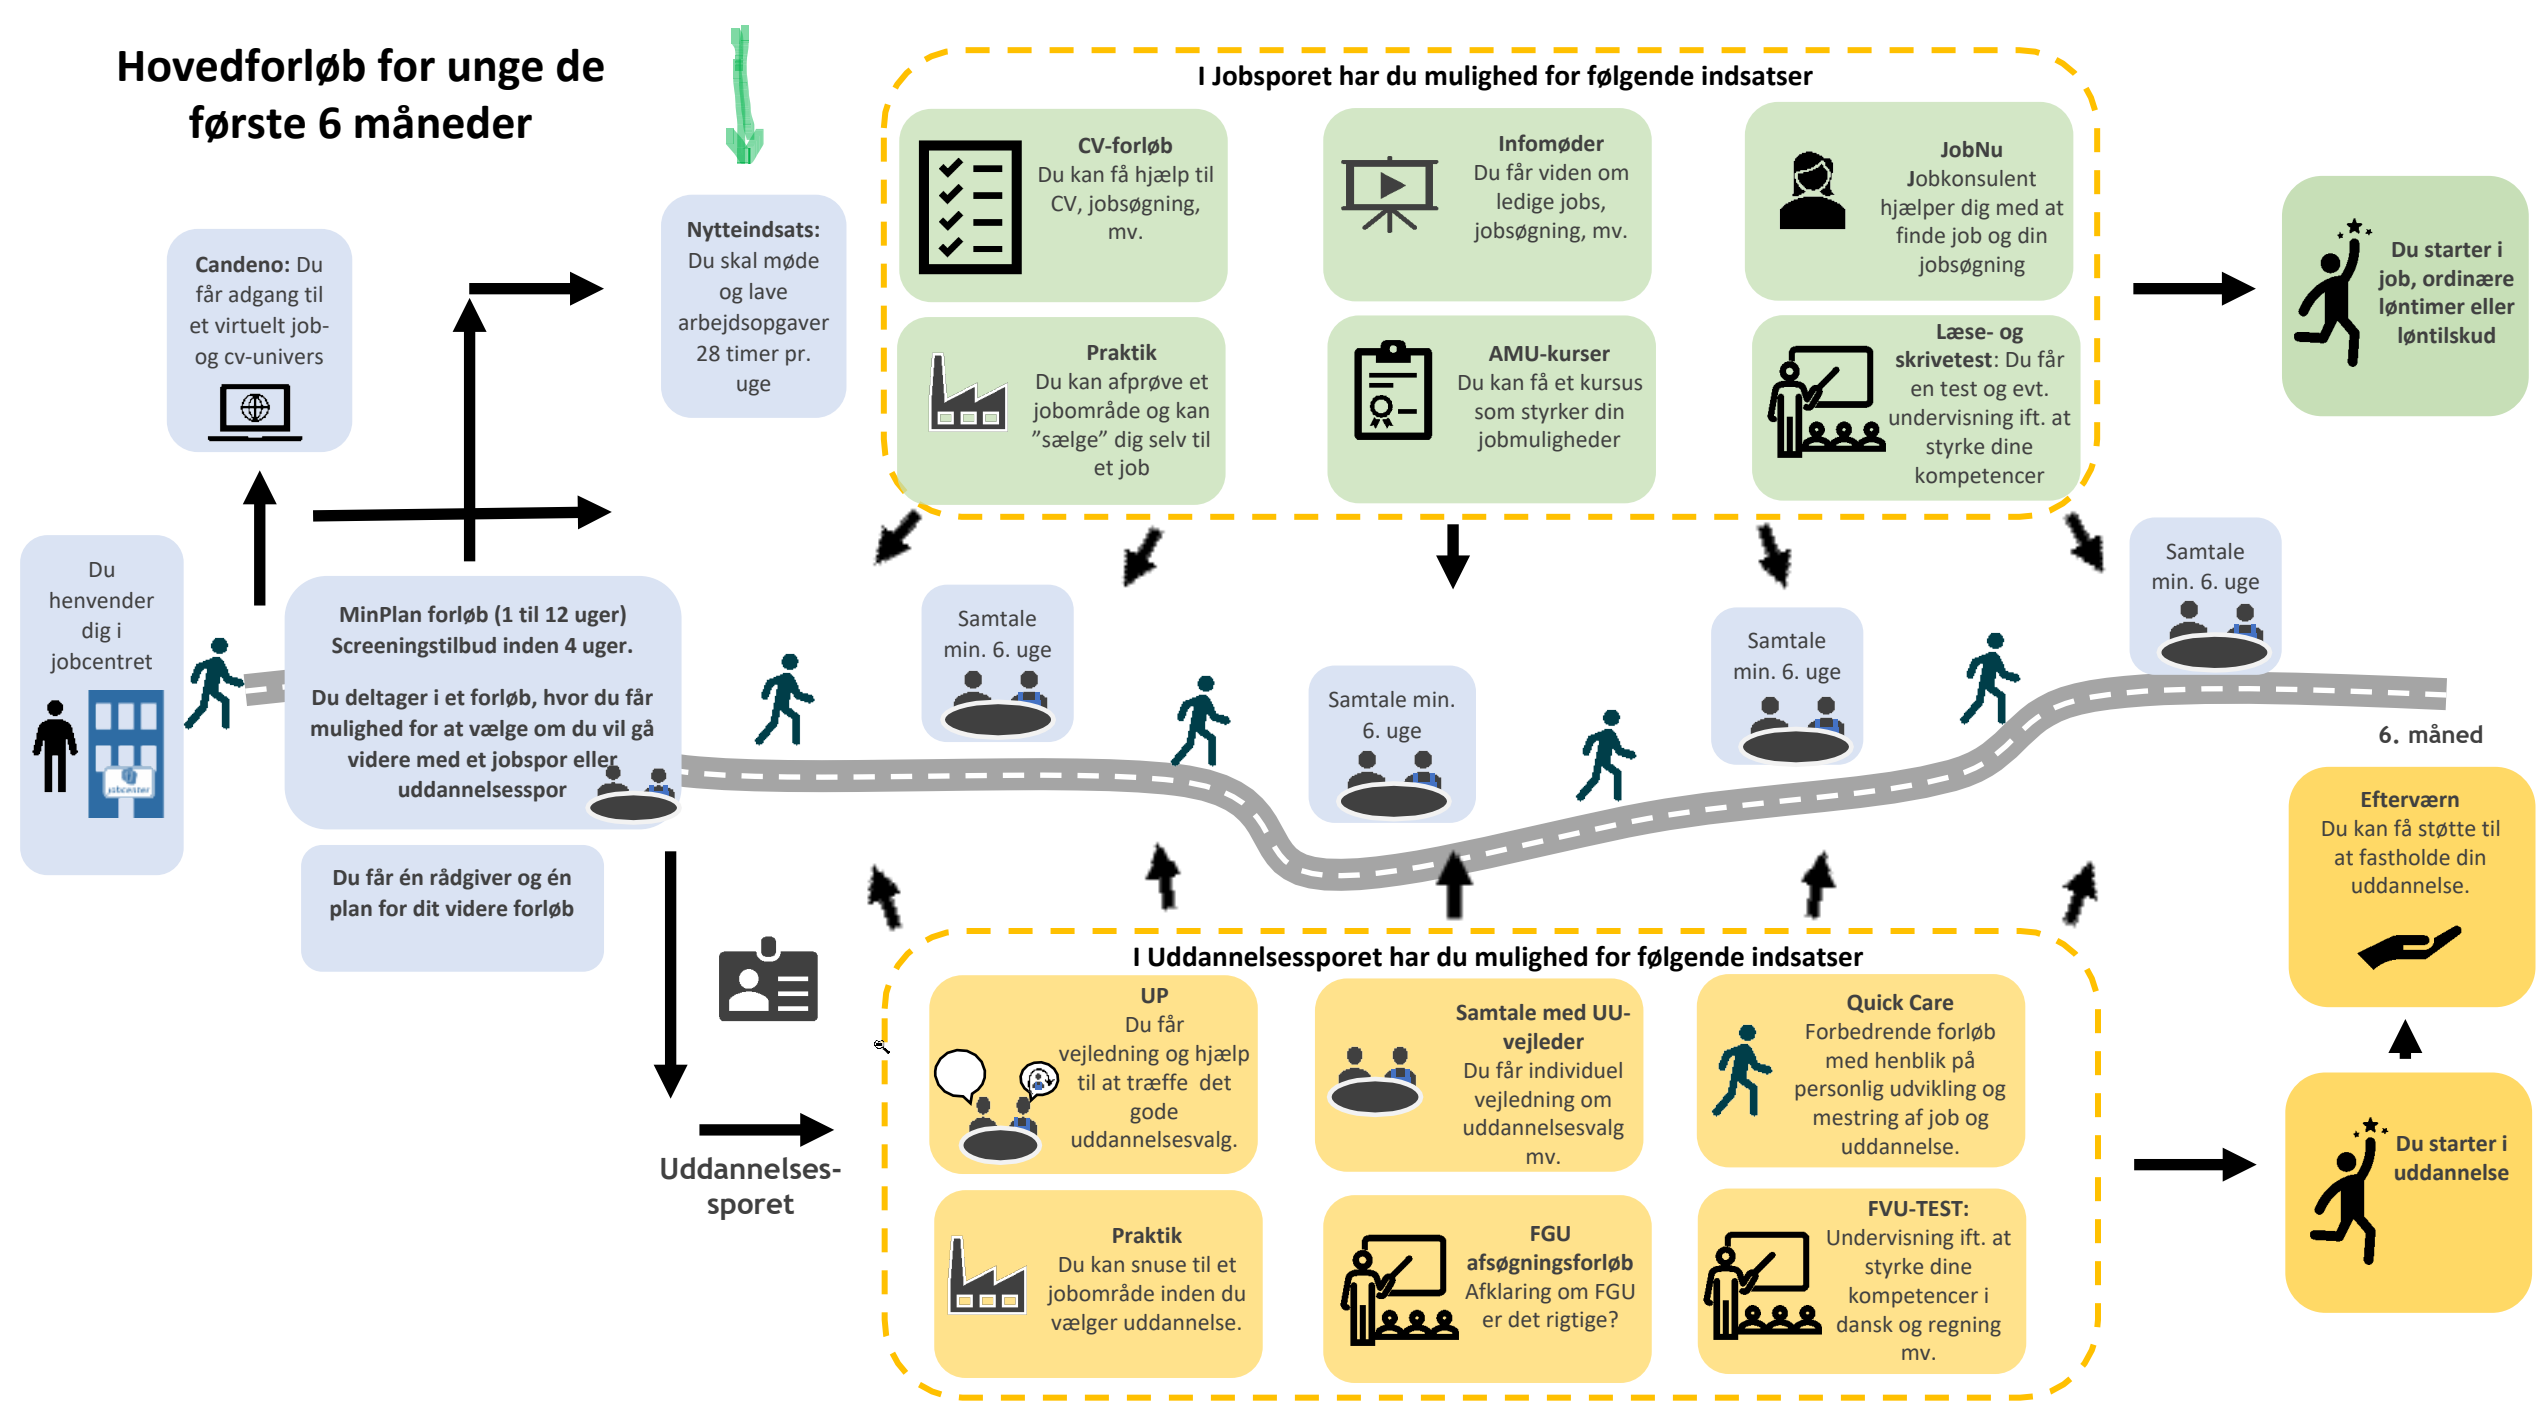 Hovedforløb for unge de
første 6 måneder
Candeno: Du
får adgang til
et virtuelt job-
og cv-univers
Nytteindsats:
Du skal møde
og lave
arbejdsopgaver
28 timer pr.
uge
I Jobsporet har du mulighed for følgende indsatser
CV-forløb
Du kan få hjælp til
CV, jobsøgning,
mv.
Infomøder
Du får viden om
ledige jobs,
jobsøgning, mv.
JobNu
Jobkonsulent
hjælper dig med at
finde job og din
jobsøgning
Praktik
Du kan afprøve et
jobområde og kan
”sælge” dig selv til
et job
AMU-kurser
Du kan få et kursus
som styrker din
jobmuligheder
Læse- og
skrivetest: Du får
en test og evt.
undervisning ift. at
styrke dine
kompetencer
Du starter i
job, ordinære
løntimer eller
løntilskud
Du
henvender
dig i
jobcentret
jobcenter
MinPlan forløb (1 til 12 uger)
Screeningstilbud inden 4 uger.
Du deltager i et forløb, hvor du får
mulighed for at vælge om du vil gå
videre med et jobspor eller
uddannelsesspor
Du får én rådgiver og én
plan for dit videre forløb
Samtale
min. 6. uge
Samtale min.
6. uge
Samtale
min. 6. uge
Samtale
min. 6. uge
6. måned
Uddannelses-
sporet
I Uddannelsessporet har du mulighed for følgende indsatser
UP
Du får
vejledning og hjælp
til at træffe det
gode
uddannelsesvalg.
Samtale med UU-
vejleder
Du får individuel
vejledning om
uddannelsesvalg
mv.
Quick Care
Forbedrende forløb
med henblik på
personlig udvikling og
mestring af job og
uddannelse.
Praktik
Du kan snuse til et
jobområde inden du
vælger uddannelse.
FGU
afsøgningsforløb
Afklaring om FGU
er det rigtige?
FVU-TEST:
Undervisning ift. at
styrke dine
kompetencer i
dansk og regning
mv.
Efterværn
Du kan få støtte til
at fastholde din
uddannelse.
Du starter i
uddannelse